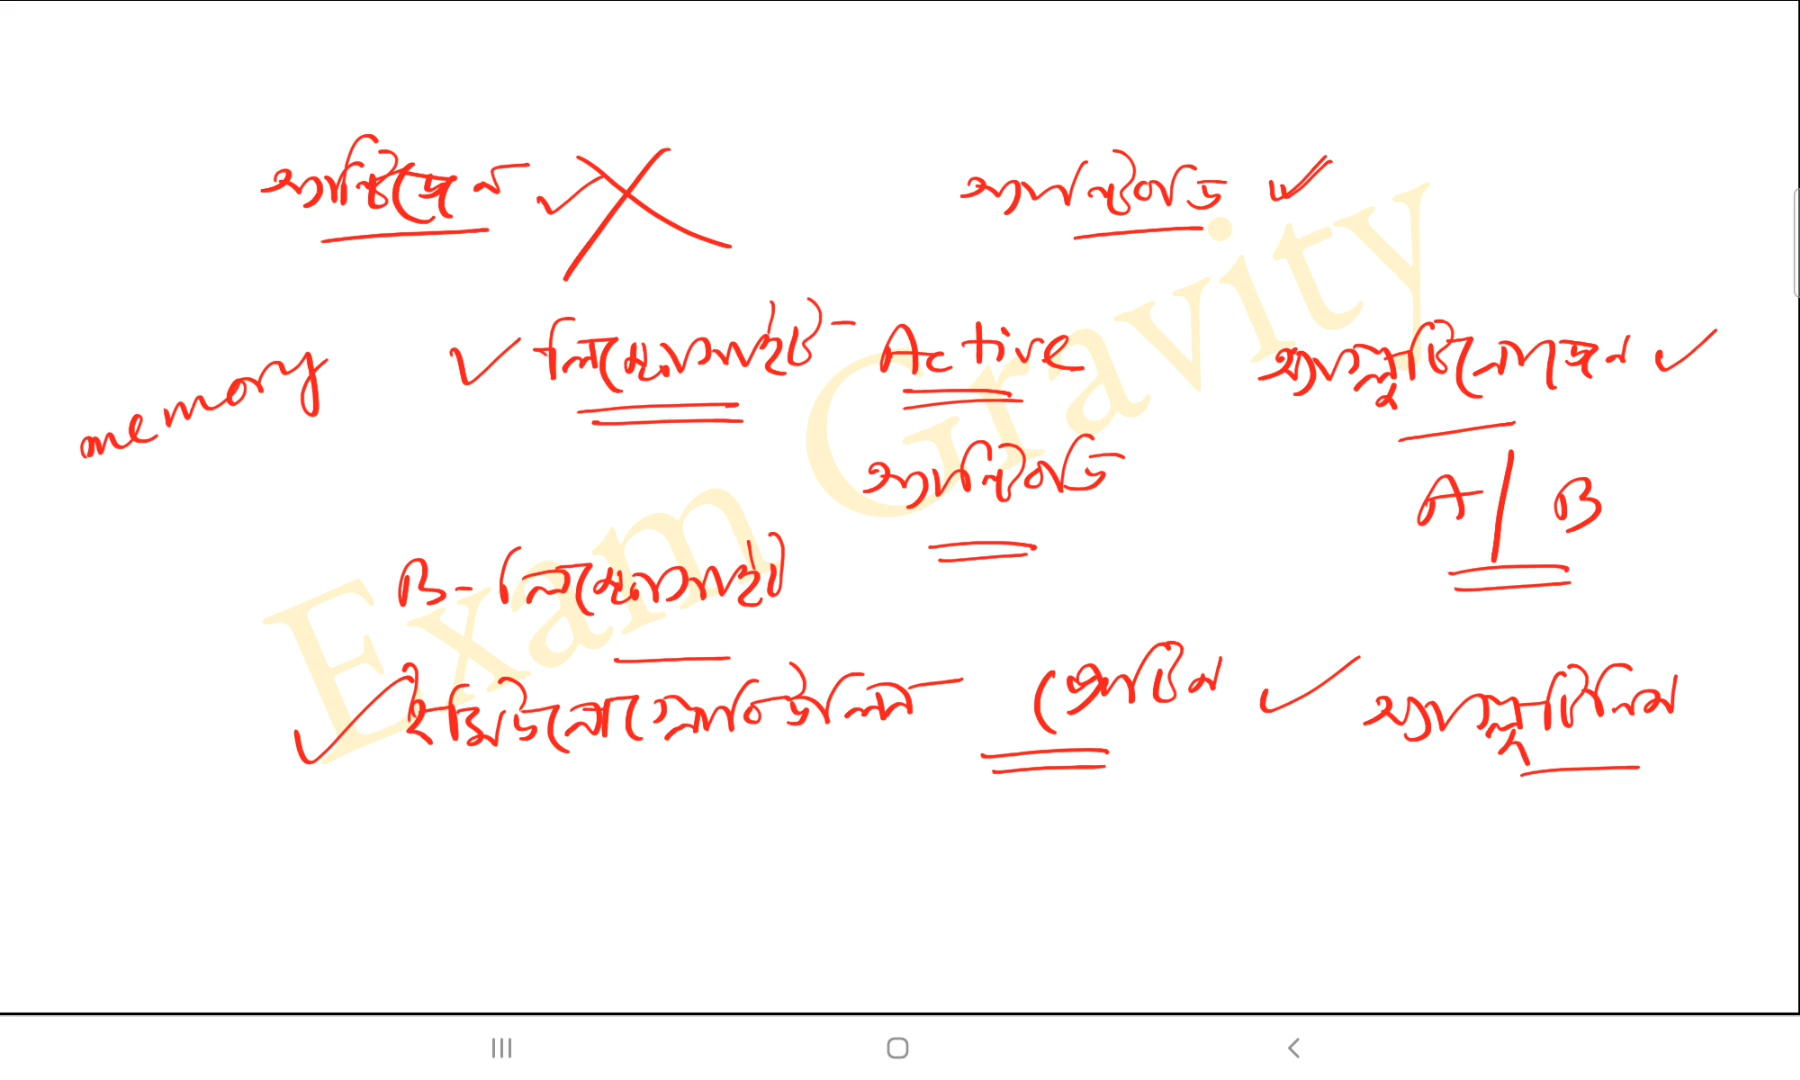 অ্যান্টিজেন অ্যান্টিবডি
memory লিম্ফোসাইট - Active অ্যাগ্লুটিনোজেন
অ্যান্টিবডি A / B
B - লিম্ফোসাইট
ইমিউনোগ্লোবিউলিন - প্রোটিন অ্যাগ্লুটিনিন
Exam Gravity